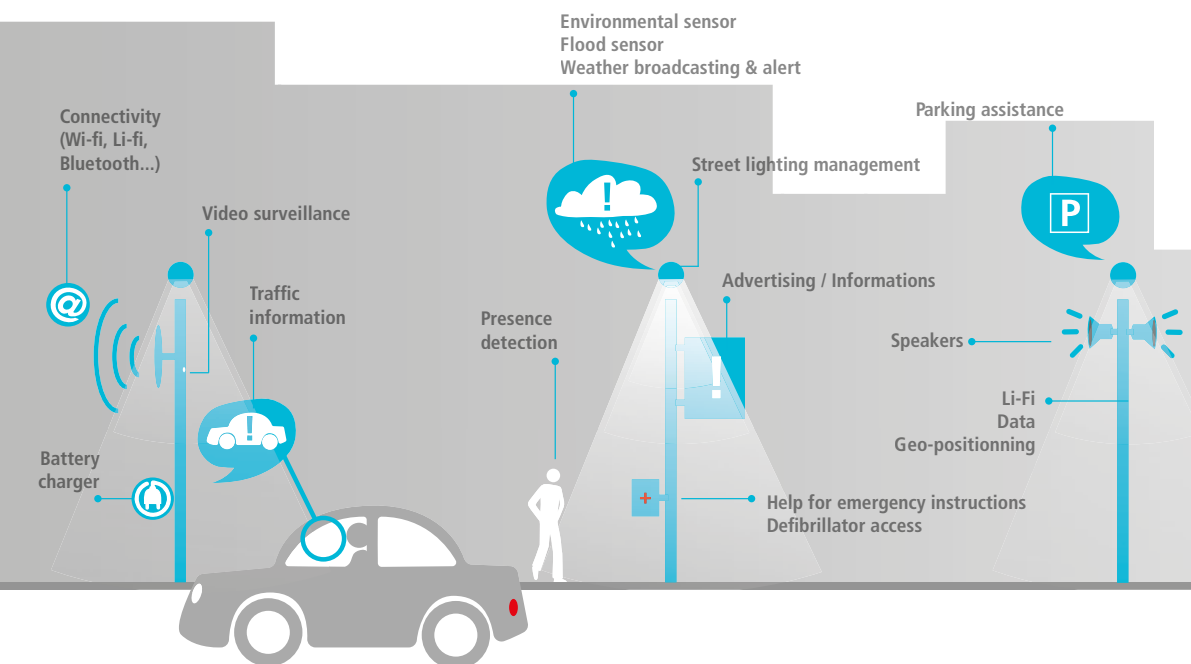 Environmental sensor
Flood sensor
Weather broadcasting & alert
Connectivity
(Wi-fi, Li-fi,
Bluetooth...)
Parking assistance
Street lighting management
!
P
Video surveillance
@
Traffic
information
Advertising / Informations
Presence
detection
Speakers
!
!
Li-Fi
Data
Geo-positionning
Battery
charger
+
Help for emergency instructions
Defibrillator access